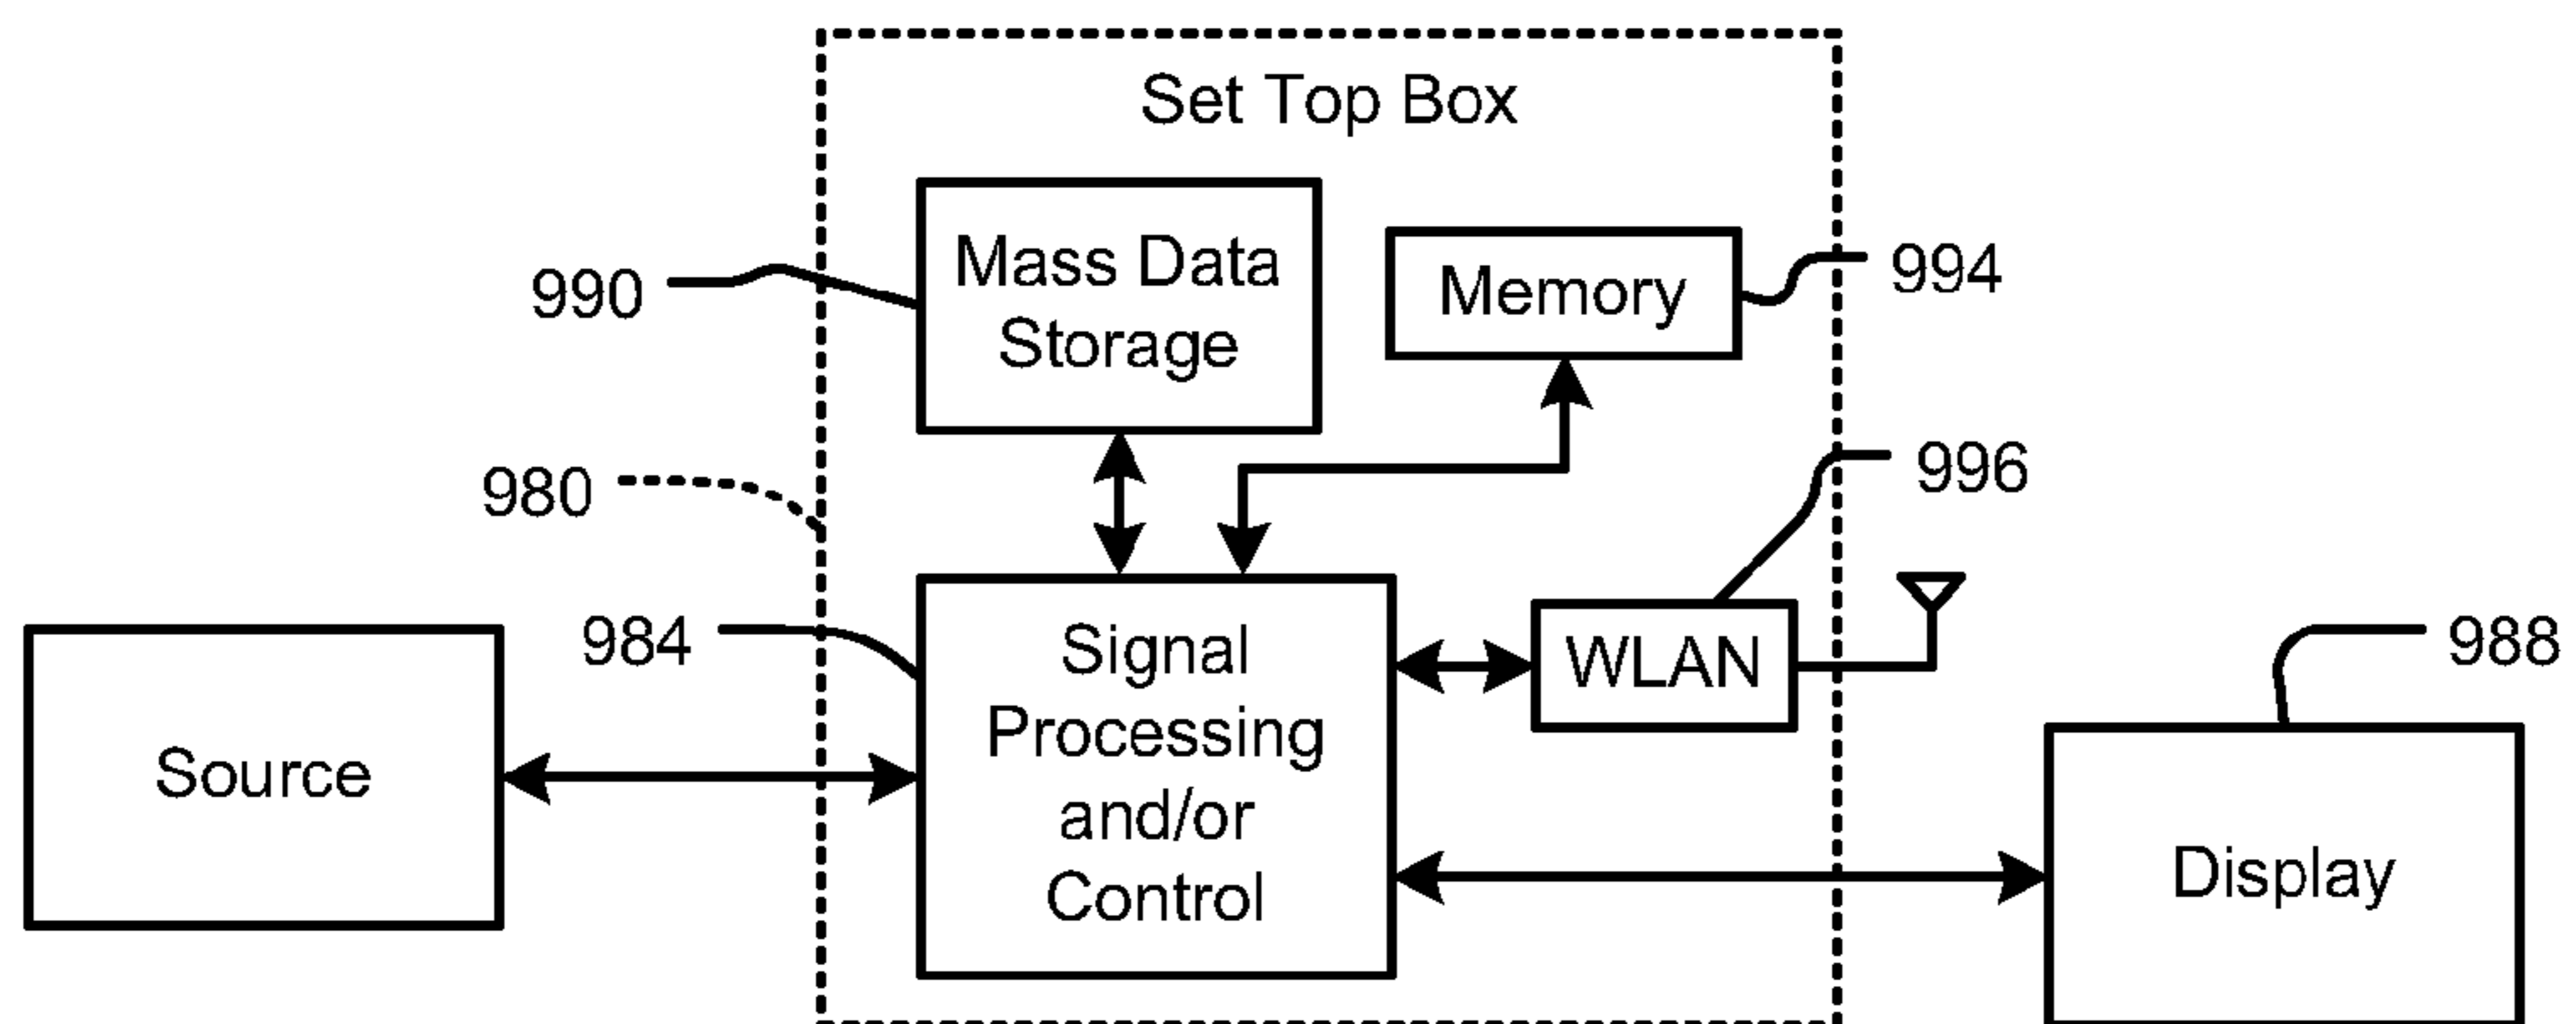 Set Top Box
Mass Data
Storage
990
Memory
994
980
996
984
Signal
Processing
and/or
Control
WLAN
988
Source
Display